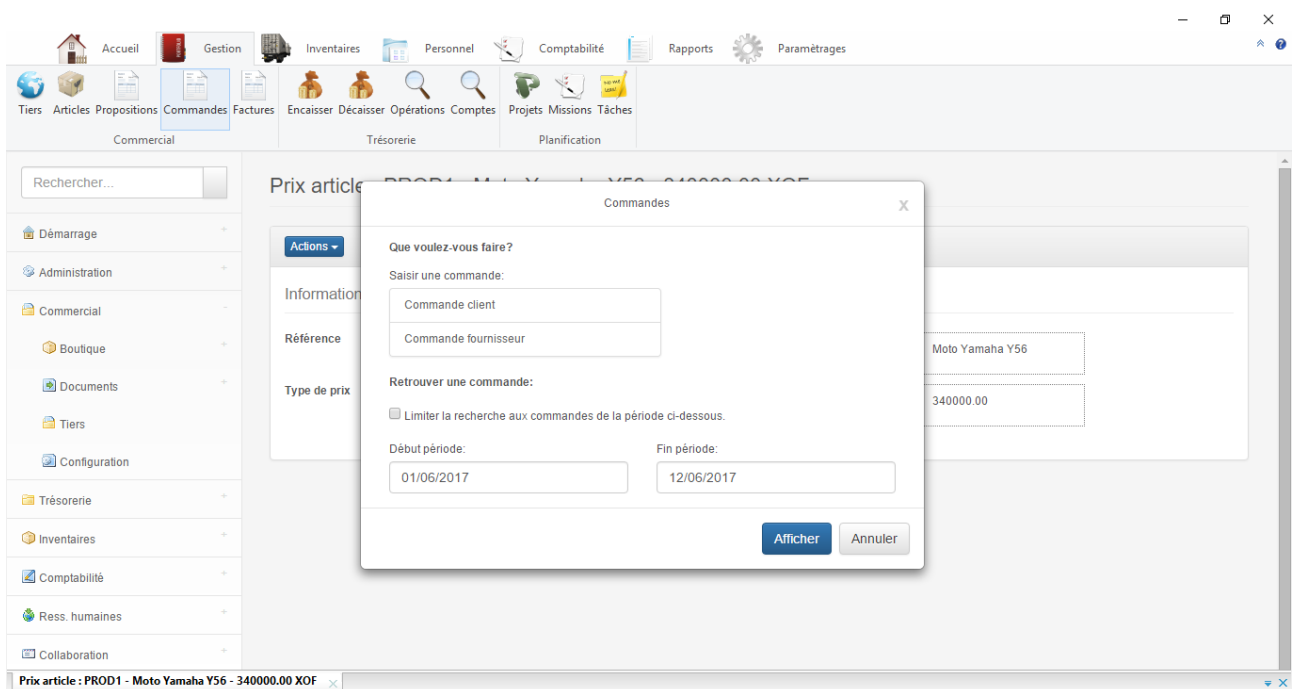 Accueil Gestion Inventaires Personnel Comptabilité Rapports Paramètrages
Tiers Articles Propositions Commandes Factures Encaisser Décaisser Opérations Comptes Projets Missions Tâches
Commercial Trésorerie Planification
Rechercher...
Prix article
Démarrage
Administration
Commercial
Boutique
Documents
Tiers
Configuration
Trésorerie
Inventaires
Comptabilité
Ress. humaines
Collaboration
Actions
Information
Référence
Type de prix
Moto Yamaha Y56
340000.00
Commandes
X
Que voulez-vous faire?
Saisir une commande:
Commande client
Commande fournisseur
Retrouver une commande:
Limiter la recherche aux commandes de la période ci-dessous.
Début période: Fin période:
01/06/2017 12/06/2017
Afficher Annuler
Prix article : PROD1 - Moto Yamaha Y56 - 340000.00 XOF